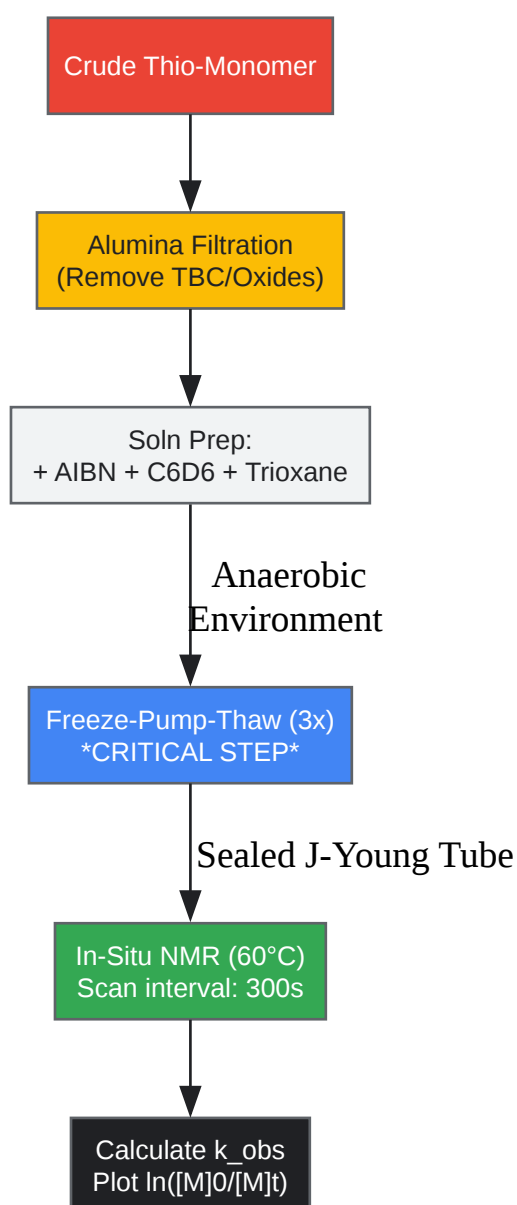 Crude Thio-Monomer
Alumina Filtration
(Remove TBC/Oxides)
Soln Prep:
+ AIBN + C6D6 + Trioxane
Anaerobic
Environment
Freeze-Pump-Thaw (3x)
*CRITICAL STEP*
Sealed J-Young Tube
In-Situ NMR (60°C)
Scan interval: 300s
Calculate k_obs
Plot ln([M]0/[M]t)